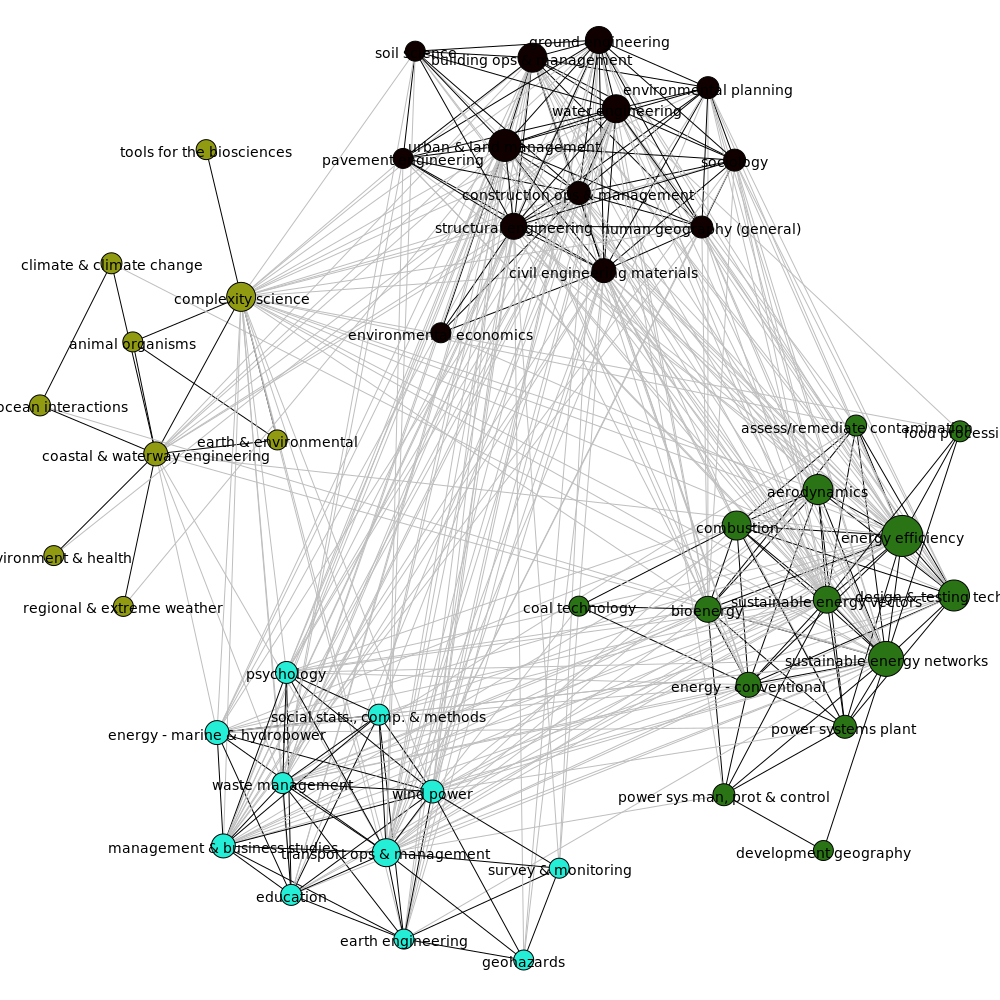 ground engineering
soil science
building ops & management
environmental planning
water engineering
urban & land management
tools for the biosciences
pavement engineering
sociology
construction ops & management
structural engineering
human geography (general)
climate & climate change
civil engineering materials
complexity science
environmental economics
animal organisms
ocean interactions
assess/remediate contamination
food processi
earth & environmental
coastal & waterway engineering
aerodynamics
combustion
energy efficiency
vironment & health
design & testing tech
sustainable energy vectors
regional & extreme weather
coal technology
bioenergy
sustainable energy networks
psychology
energy - conventional
social stats., comp. & methods
power systems plant
energy - marine & hydropower
waste management
wind power
power sys man, prot & control
management & business studies
transport ops & management
development geography
survey & monitoring
education
earth engineering
geohazards